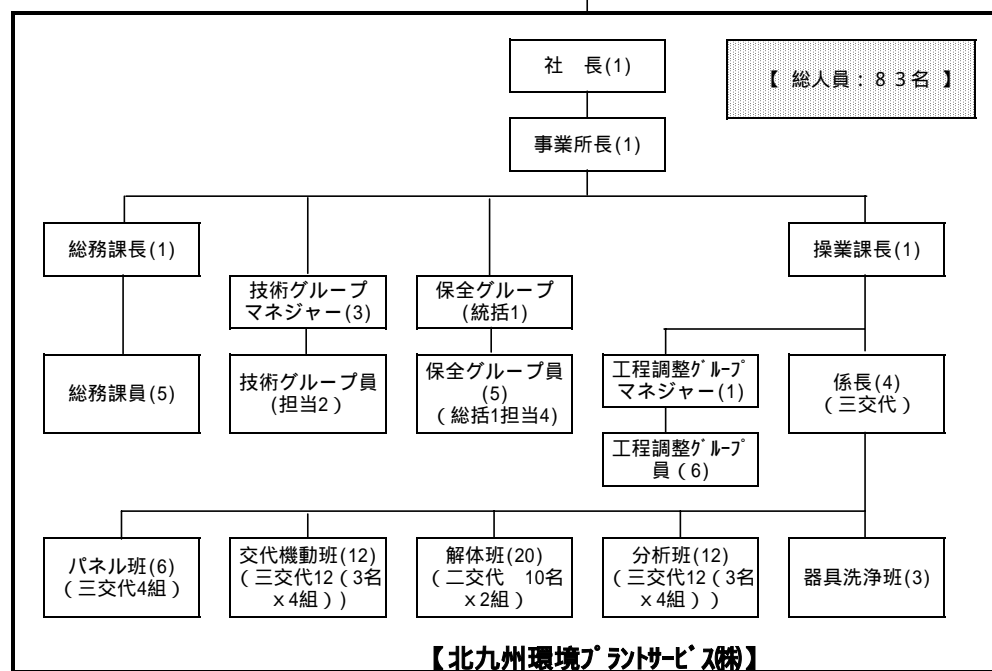 社　長(1)
【 総人員：８３名 】
事業所長(1)
総務課長(1)
操業課長(1)
技術グループ
マネジャー(3)
保全グループ
(統括1)
総務課員(5)
技術グループ員
(担当2）
保全グループ員
(5)
（総括1担当4)
工程調整ｸﾞﾙｰﾌﾟ
マネジャー(1)
係長(4)
（三交代）
工程調整ｸﾞﾙｰﾌﾟ
員（6）
パネル班(6)
（三交代4組）
交代機動班(12)
（三交代12（3名
×4組））
解体班(20)
（二交代　10名
×2組）
分析班(12)
（三交代12（3名
×4組））
器具洗浄班(3)
【北九州環境ﾌﾟﾗﾝﾄｻｰﾋﾞｽ㈱】